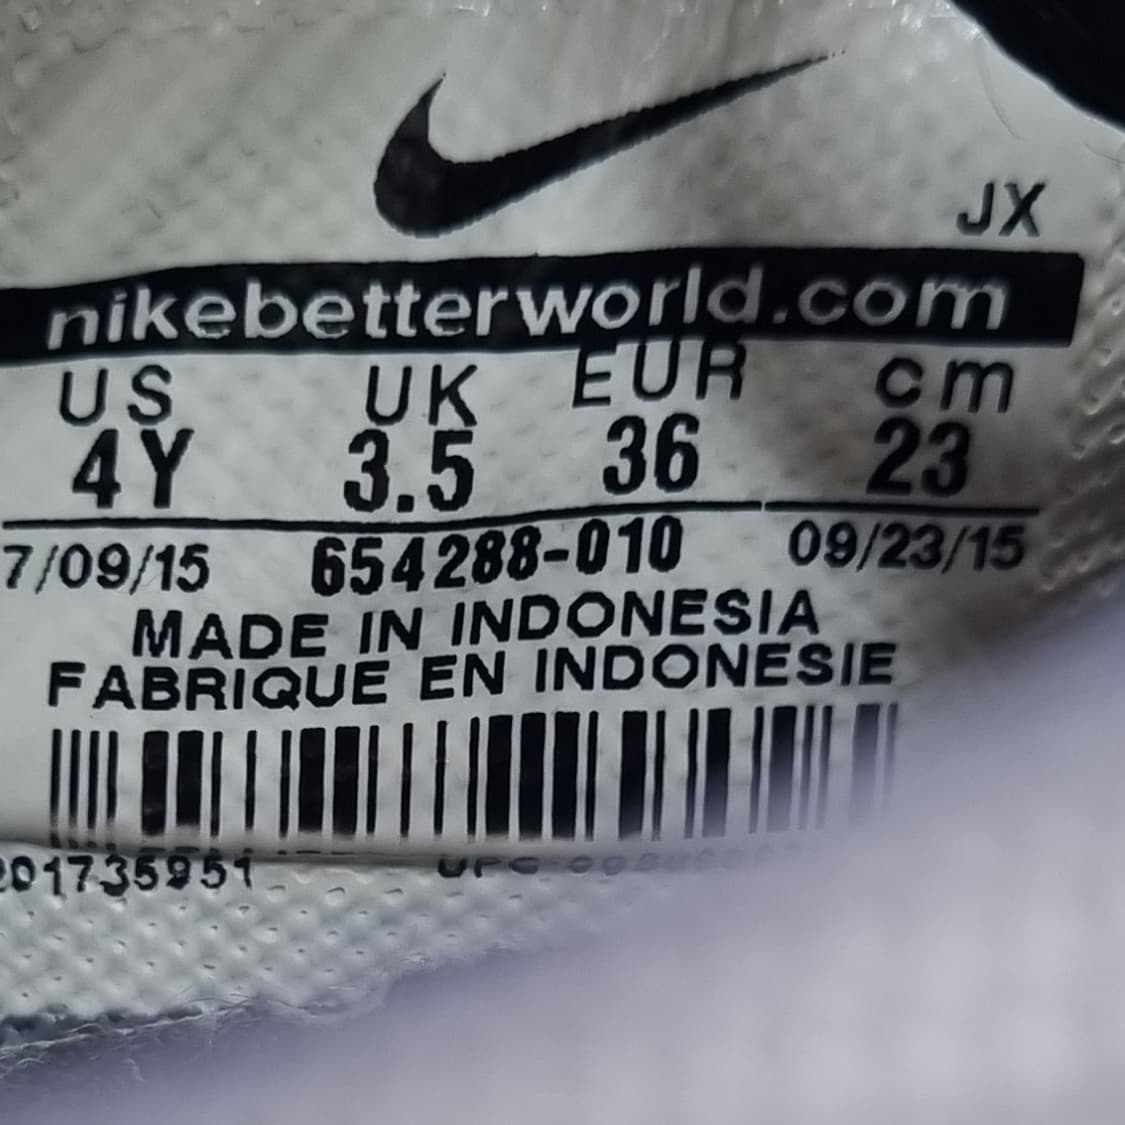 JX
nikebetterworld.com
US UK EUR cm
4Y 3.5 36 23
7/09/15 654288-010 09/23/15
MADE IN INDONESIA
FABRIQUE EN INDONESIE
201735951 UPC